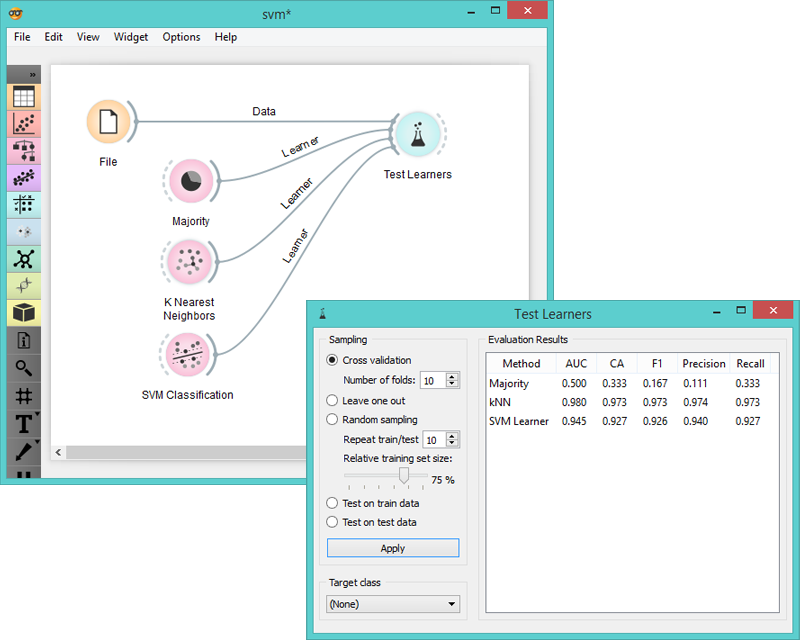 svm*
File Edit View Widget Options Help
»
Data
File
Learner
Test Learners
Majority
Learner
K Nearest
Neighbors
Learner
SVM Classification
T
Test Learners
Sampling
Cross validation
Number of folds: 10
Leave one out
Random sampling
Repeat train/test 10
Relative training set size:
75 %
Test on train data
Test on test data
Apply
Target class
(None)
Evaluation Results
Method AUC CA F1 Precision Recall
Majority 0.500 0.333 0.167 0.111 0.333
kNN 0.980 0.973 0.973 0.974 0.973
SVM Learner 0.945 0.927 0.926 0.940 0.927